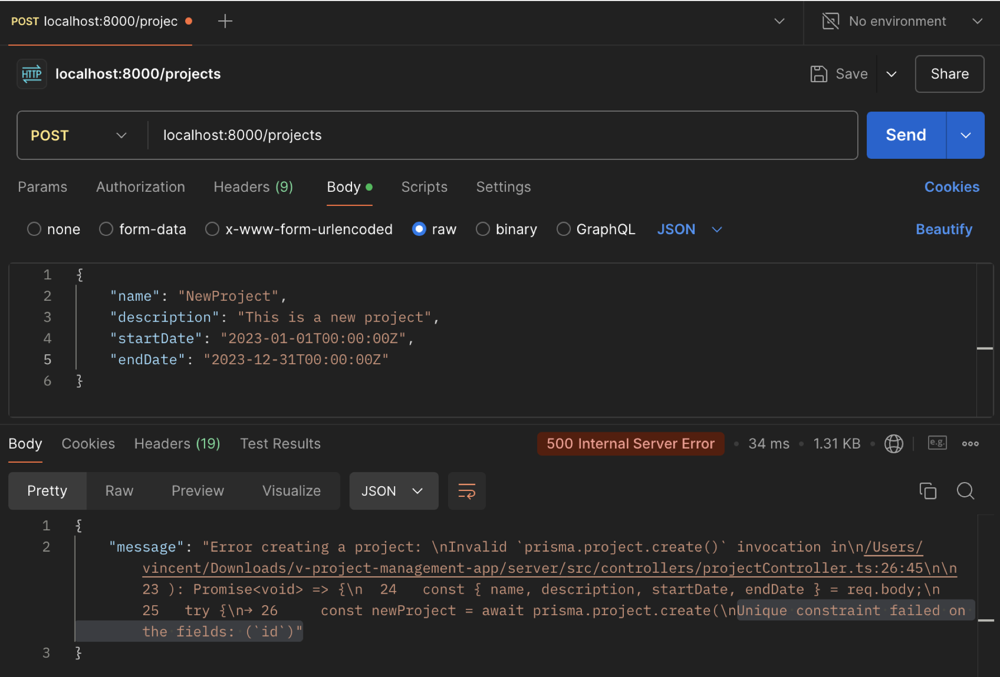 POST localhost:8000/projec
No environment
HTTP localhost:8000/projects
Save
Share
POST localhost:8000/projects
Send
Params Authorization Headers (9) Body Scripts Settings Cookies
none form-data x-www-form-urlencoded raw binary GraphQL JSON Beautify
1 {
2 "name": "NewProject",
3 "description": "This is a new project",
4 "startDate": "2023-01-01T00:00:00Z",
5 "endDate": "2023-12-31T00:00:00Z"
6 }
Body Cookies Headers (19) Test Results 500 Internal Server Error • 34 ms • 1.31 KB • e.g.
Pretty Raw Preview Visualize JSON
1 {
2 "message": "Error creating a project: \nInvalid `prisma.project.create()` invocation in\n/Users/
vincent/Downloads/v-project-management-app/server/src/controllers/projectController.ts:26:45\n\n
23 ): Promise<void> => {\n  24   const { name, description, startDate, endDate } = req.body;\n
25   try {\n→ 26     const newProject = await prisma.project.create(\nUnique constraint failed on
the fields: (`id`)"
3 }